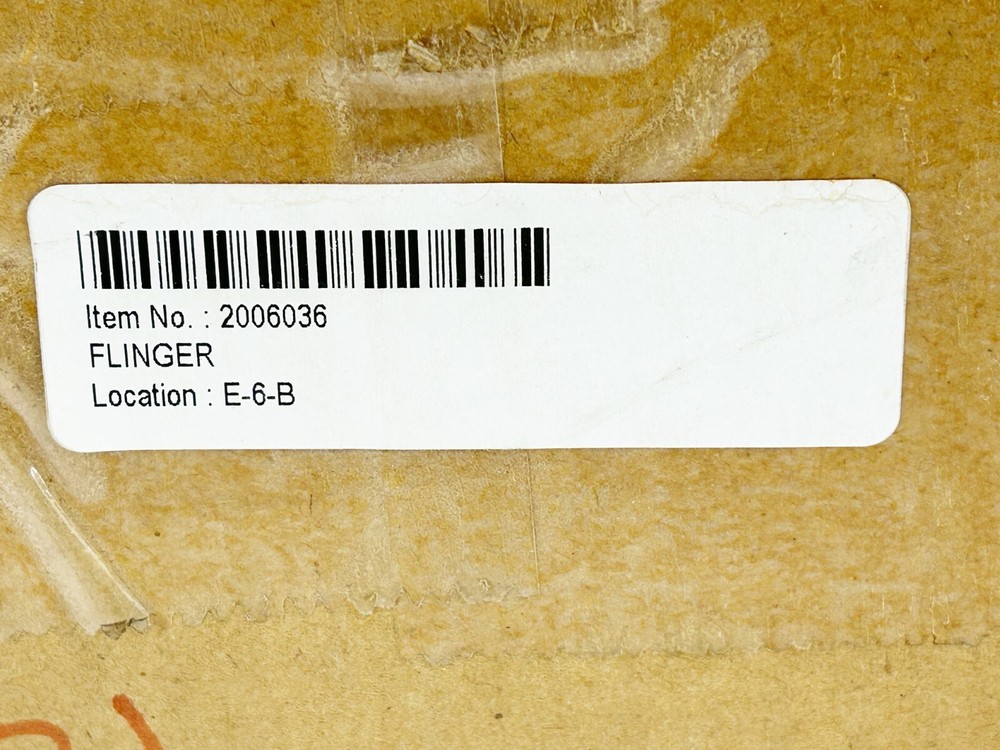 Item No. : 2006036
FLINGER
Location : E-6-B